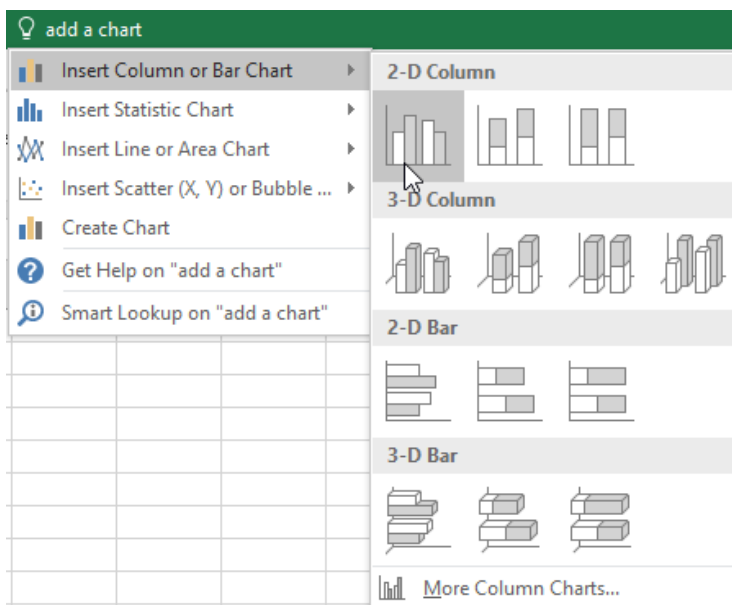 add a chart
Insert Column or Bar Chart
Insert Statistic Chart
Insert Line or Area Chart
Insert Scatter (X, Y) or Bubble ...
Create Chart
Get Help on "add a chart"
Smart Lookup on "add a chart"
2-D Column
3-D Column
2-D Bar
3-D Bar
More Column Charts...